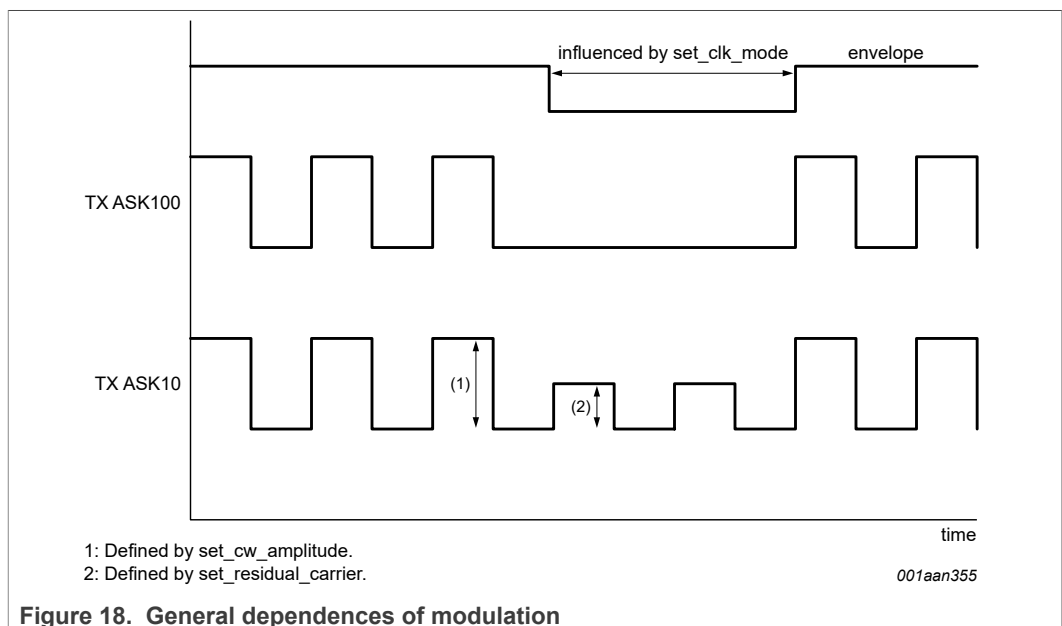 influenced by set_clk_mode
envelope
TX ASK100
TX ASK10
(1)
(2)
time
1: Defined by set_cw_amplitude.
2: Defined by set_residual_carrier.
001aan355
Figure 18. General dependences of modulation